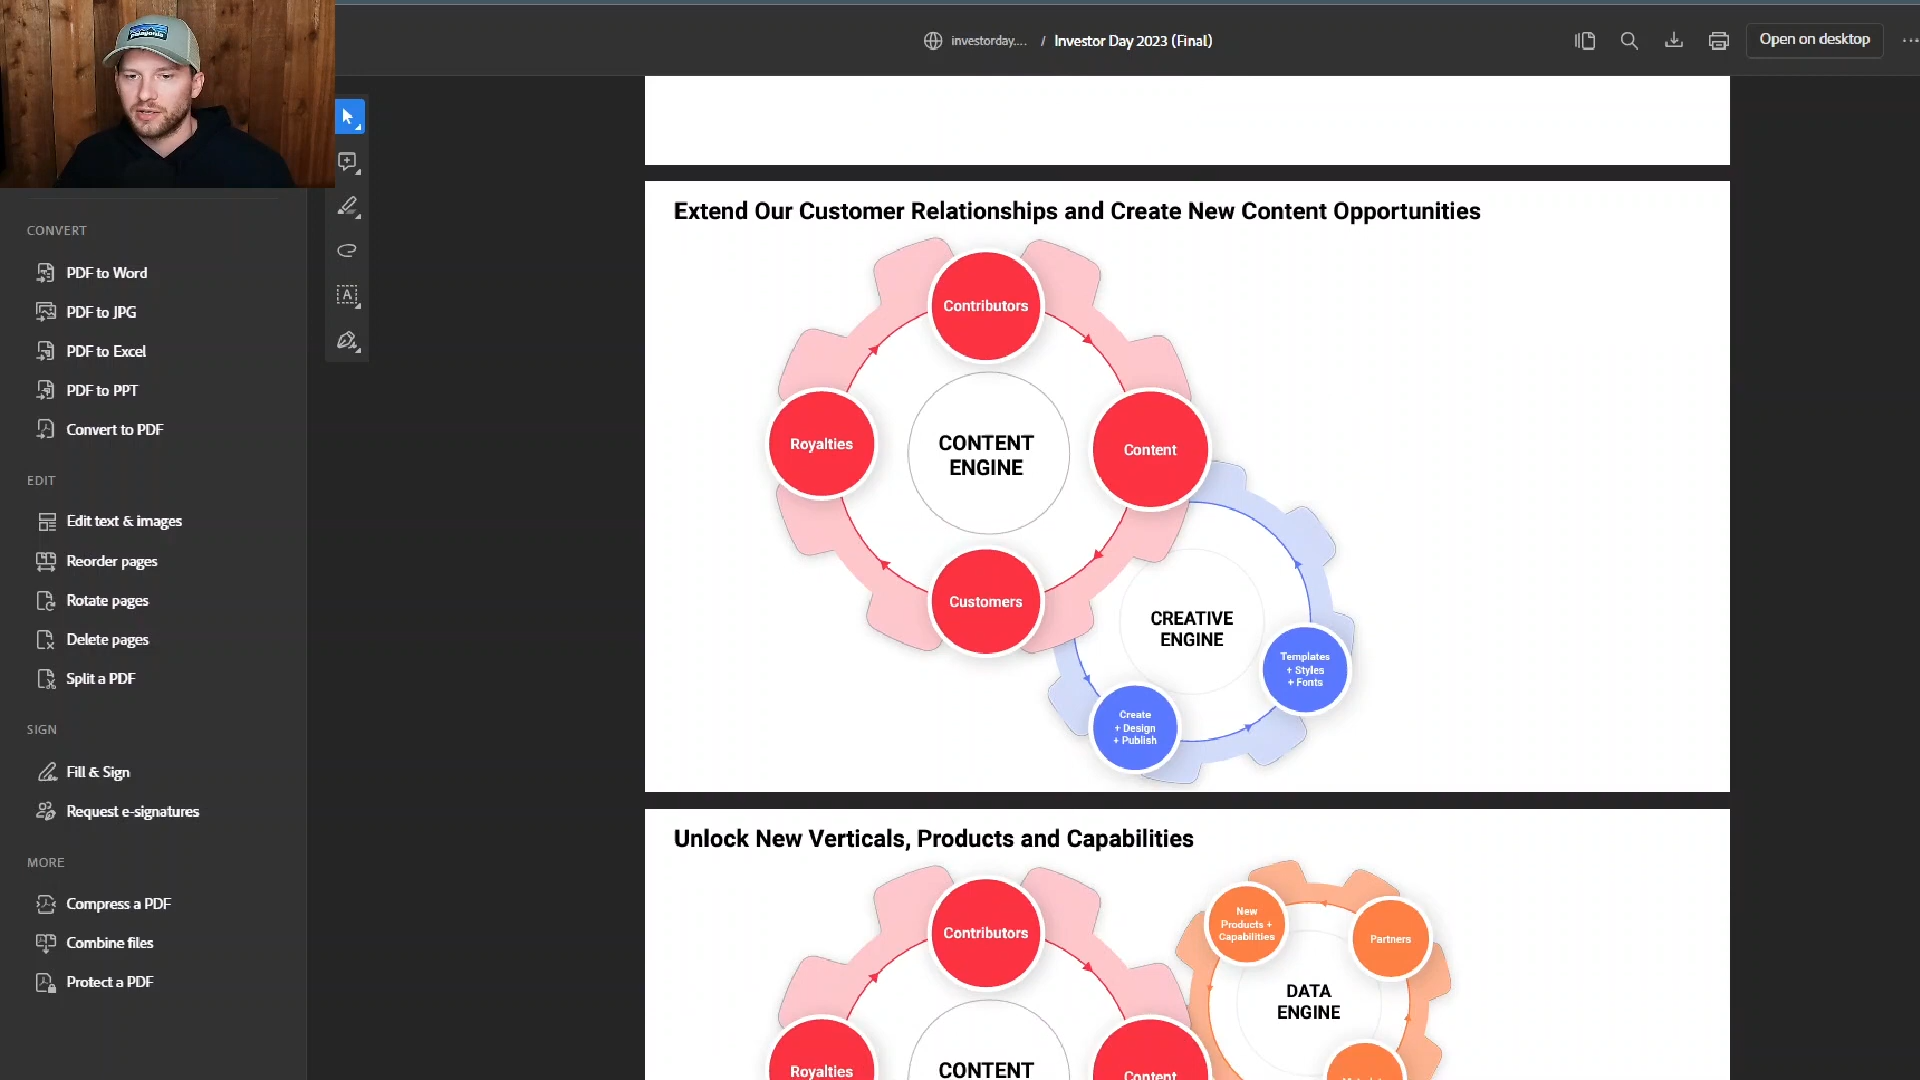 patagonia
investorday.... / Investor Day 2023 (Final)
Open on desktop
CONVERT
PDF to Word
PDF to JPG
PDF to Excel
PDF to PPT
Convert to PDF
EDIT
Edit text & images
Reorder pages
Rotate pages
Delete pages
Split a PDF
SIGN
Fill & Sign
Request e-signatures
MORE
Compress a PDF
Combine files
Protect a PDF
Extend Our Customer Relationships and Create New Content Opportunities
Contributors
Royalties
CONTENT
ENGINE
Content
Customers
CREATIVE
ENGINE
Templates
+ Styles
+ Fonts
Create
+ Design
+ Publish
Unlock New Verticals, Products and Capabilities
Contributors
New
Products +
Capabilities
Partners
DATA
ENGINE
Royalties
CONTENT
Content